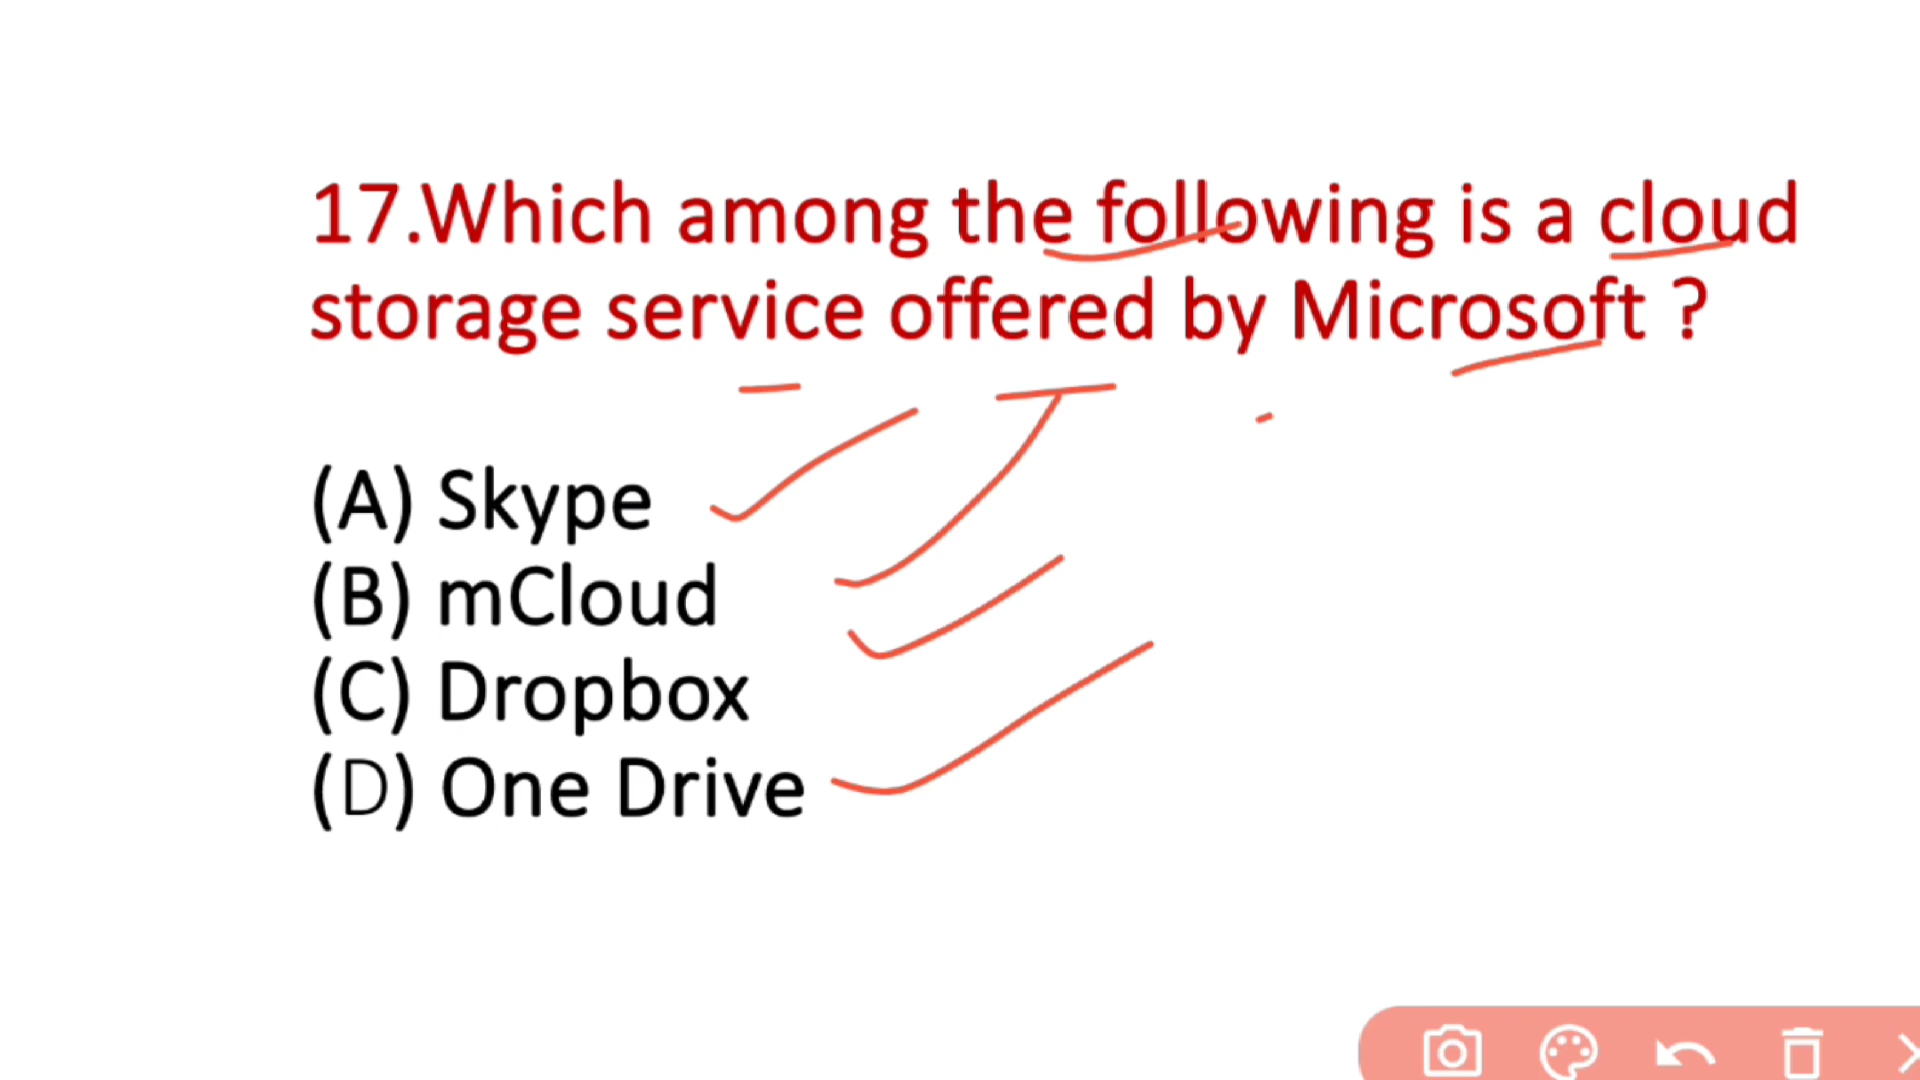 17.Which among the following is a cloud
storage service offered by Microsoft ?
(A) Skype
(B) mCloud
(C) Dropbox
(D) One Drive